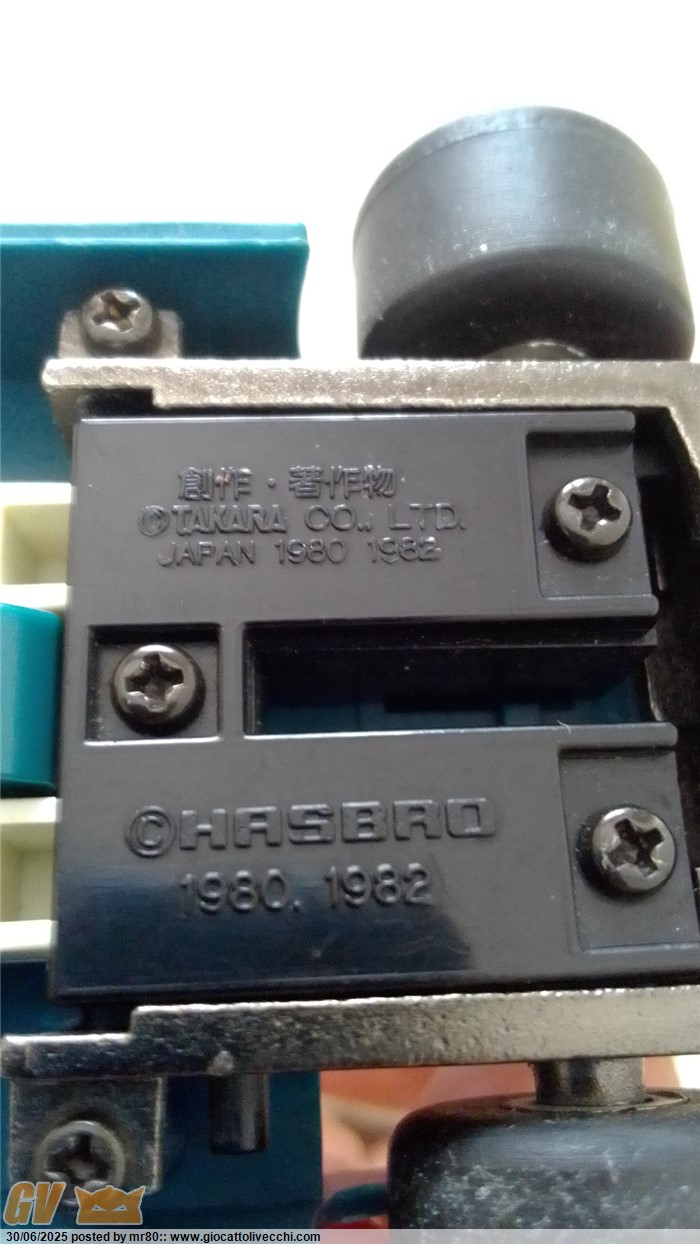 創作・著作物
©TAKARA CO., LTD.
JAPAN 1980 1982
©HASBRO
1980. 1982
GV
30/06/2025 posted by mr80:: www.giocattolivecchi.com